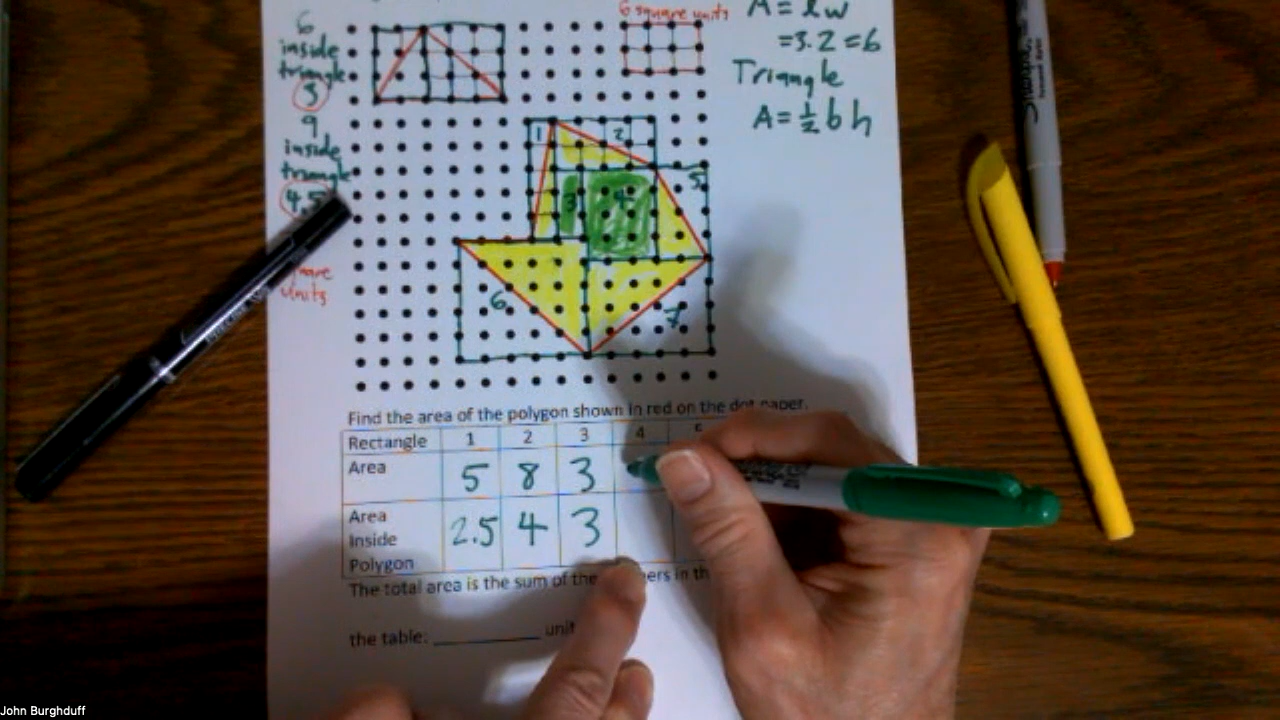 6
inside
triangle
3
9
inside
triangle
4.5
square
units
6 square units
A = lw
= 3·2 = 6
Triangle
A = ½ b h
1
2
3
4
5
6
7
Find the area of the polygon shown in red on the dot paper.
Rectangle 1 2 3 4 5
Area 5 8 3
Area
Inside
Polygon 2.5 4 3
The total area is the sum of the
the table: __________ unit
John Burghduff